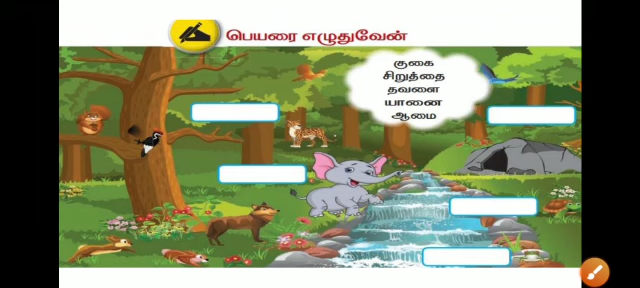 பெயரை எழுதுவேன்
குகை
சிறுத்தை
தவளை
யானை
ஆமை